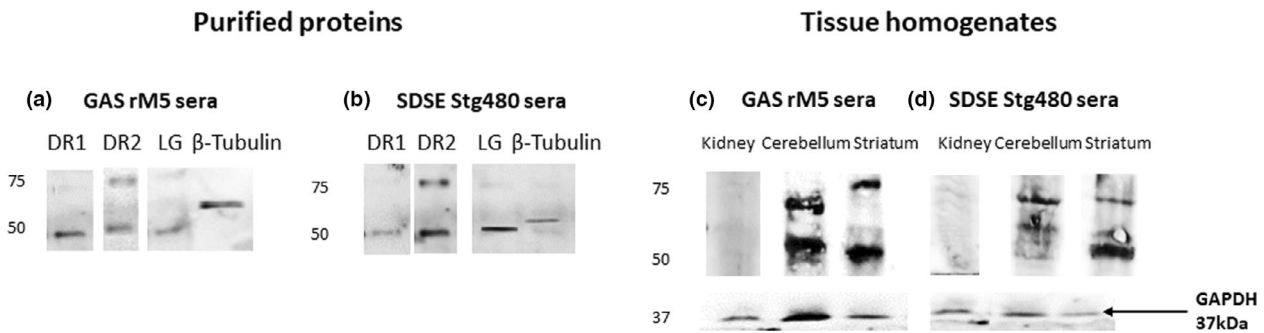 Purified proteins
Tissue homogenates
(a) GAS rM5 sera
DR1 DR2 LG β-Tubulin
75
50
(b) SDSE Stg480 sera
DR1 DR2 LG β-Tubulin
75
50
(c) GAS rM5 sera
Kidney Cerebellum Striatum
75
50
37
(d) SDSE Stg480 sera
Kidney Cerebellum Striatum
GAPDH
37kDa